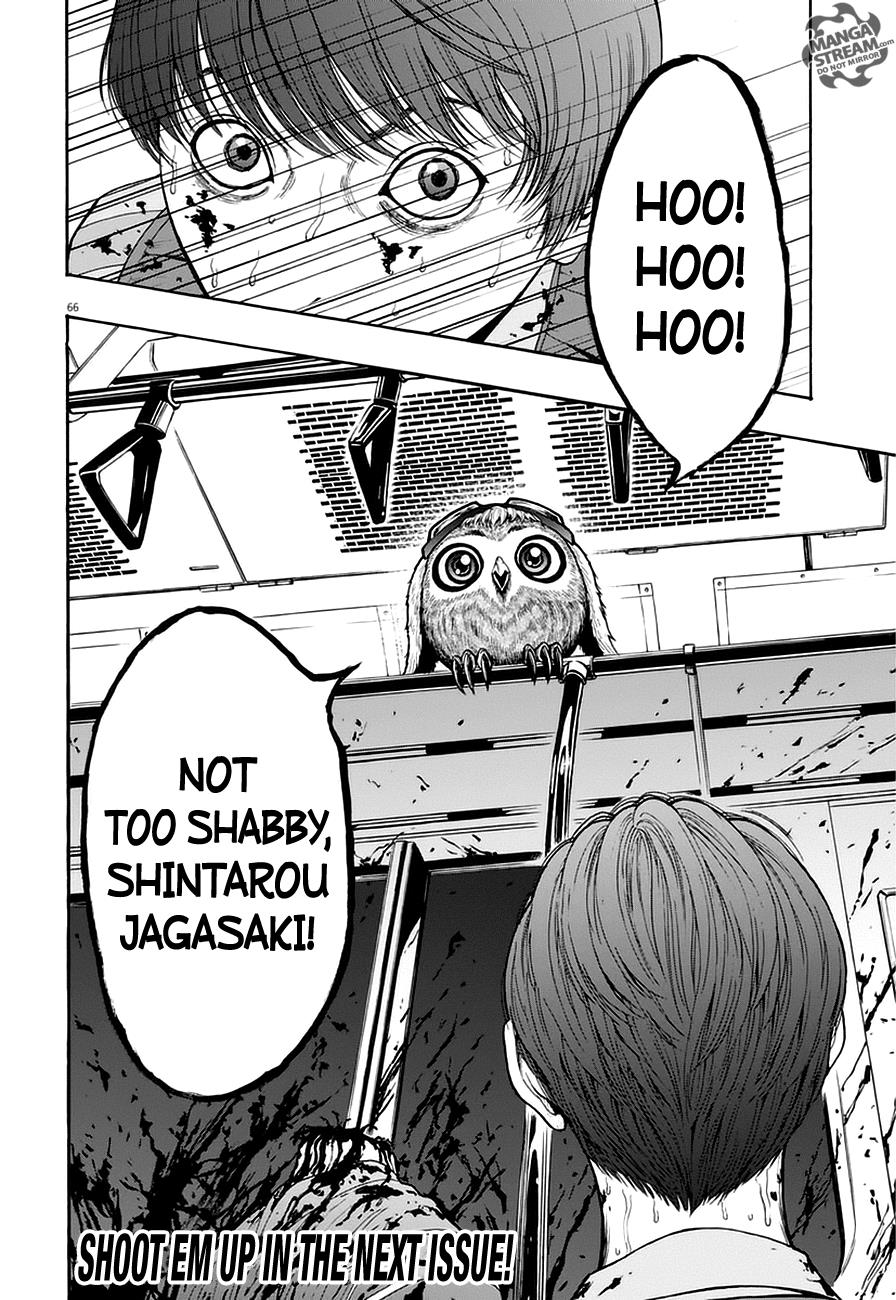 MANGA
STREAM.com
DO NOT MIRROR
HOO!
HOO!
HOO!
66
NOT
TOO SHABBY,
SHINTAROU
JAGASAKI!
SHOOT EM UP IN THE NEXT ISSUE!